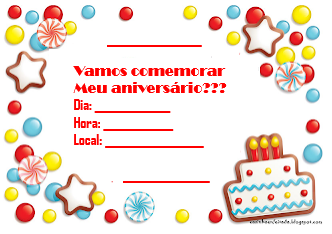 Vamos comemorar
Meu aniversário???
Dia:
Hora:
Local: